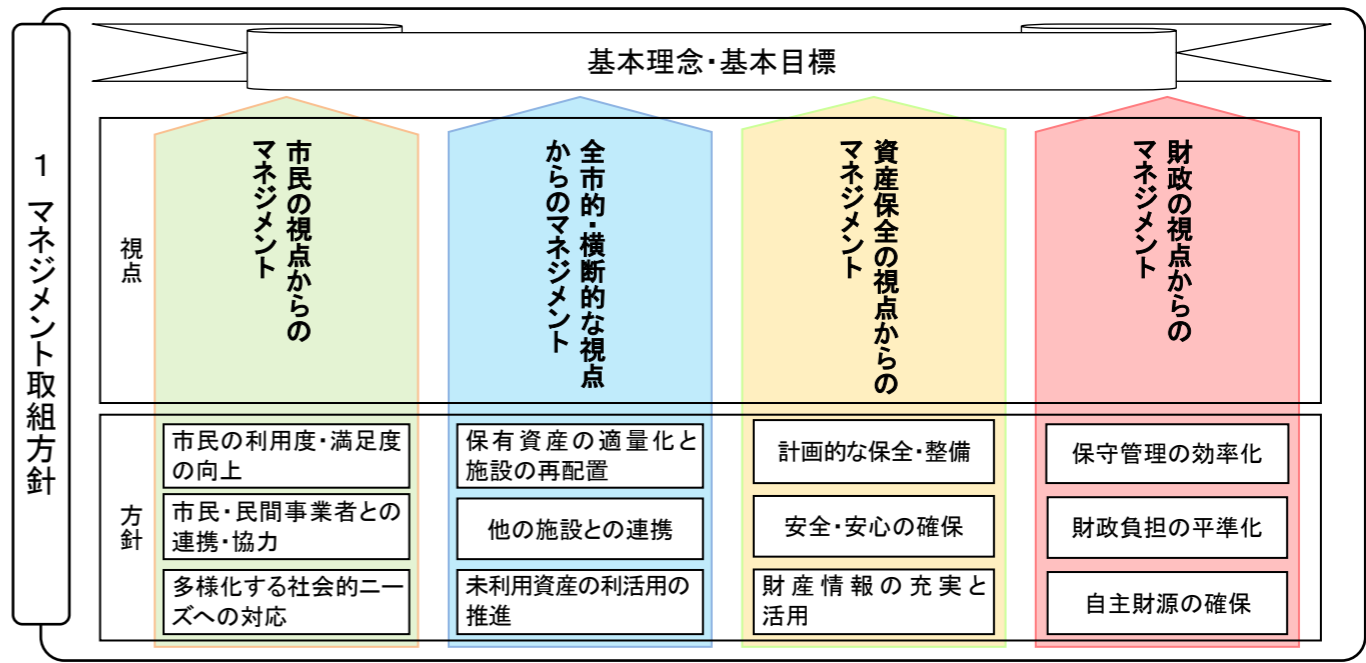 1 マネジメント取組方針
基本理念・基本目標
視点
市民の視点からの
マネジメント
全市的・横断的な視点
からのマネジメント
資産保全の視点からの
マネジメント
財政の視点からの
マネジメント
方針
市民の利用度・満足度
の向上
市民・民間事業者との
連携・協力
多様化する社会的ニー
ズへの対応
保有資産の適量化と
施設の再配置
他の施設との連携
未利用資産の利活用の
推進
計画的な保全・整備
安全・安心の確保
財産情報の充実と
活用
保守管理の効率化
財政負担の平準化
自主財源の確保